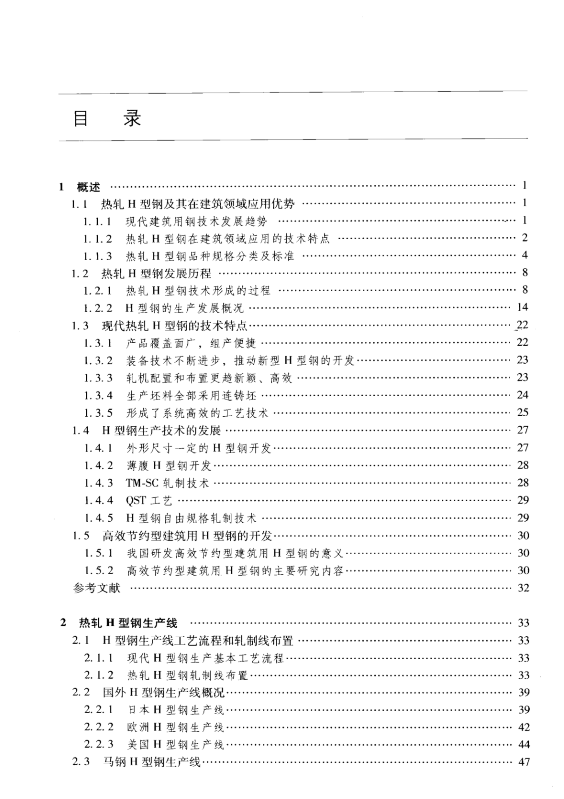 目 录
1 概述 …… 1
1.1 热轧 H 型钢及其在建筑领域应用优势 …… 1
1.1.1 现代建筑用钢技术发展趋势 …… 1
1.1.2 热轧 H 型钢在建筑领域应用的技术特点 …… 2
1.1.3 热轧 H 型钢品种规格分类及标准 …… 4
1.2 热轧 H 型钢发展历程 …… 8
1.2.1 热轧 H 型钢技术形成的过程 …… 8
1.2.2 H 型钢的生产发展概况 …… 14
1.3 现代热轧 H 型钢的技术特点 …… 22
1.3.1 产品覆盖面广，组产便捷 …… 22
1.3.2 装备技术不断进步，推动新型 H 型钢的开发 …… 23
1.3.3 轧机配置和布置更趋新颖、高效 …… 23
1.3.4 生产坯料全部采用连铸坯 …… 24
1.3.5 形成了系统高效的工艺技术 …… 25
1.4 H 型钢生产技术的发展 …… 27
1.4.1 外形尺寸一定的 H 型钢开发 …… 27
1.4.2 薄腹 H 型钢开发 …… 28
1.4.3 TM-SC 轧制技术 …… 28
1.4.4 QST 工艺 …… 29
1.4.5 H 型钢自由规格轧制技术 …… 29
1.5 高效节约型建筑用 H 型钢的开发 …… 30
1.5.1 我国研发高效节约型建筑用 H 型钢的意义 …… 30
1.5.2 高效节约型建筑用 H 型钢的主要研究内容 …… 30
参考文献 …… 32
2 热轧 H 型钢生产线 …… 33
2.1 H 型钢生产线工艺流程和轧制线布置 …… 33
2.1.1 现代 H 型钢生产基本工艺流程 …… 33
2.1.2 热轧 H 型钢轧制线布置 …… 33
2.2 国外 H 型钢生产线概况 …… 39
2.2.1 日本 H 型钢生产线 …… 39
2.2.2 欧洲 H 型钢生产线 …… 42
2.2.3 美国 H 型钢生产线 …… 44
2.3 马钢 H 型钢生产线 …… 47